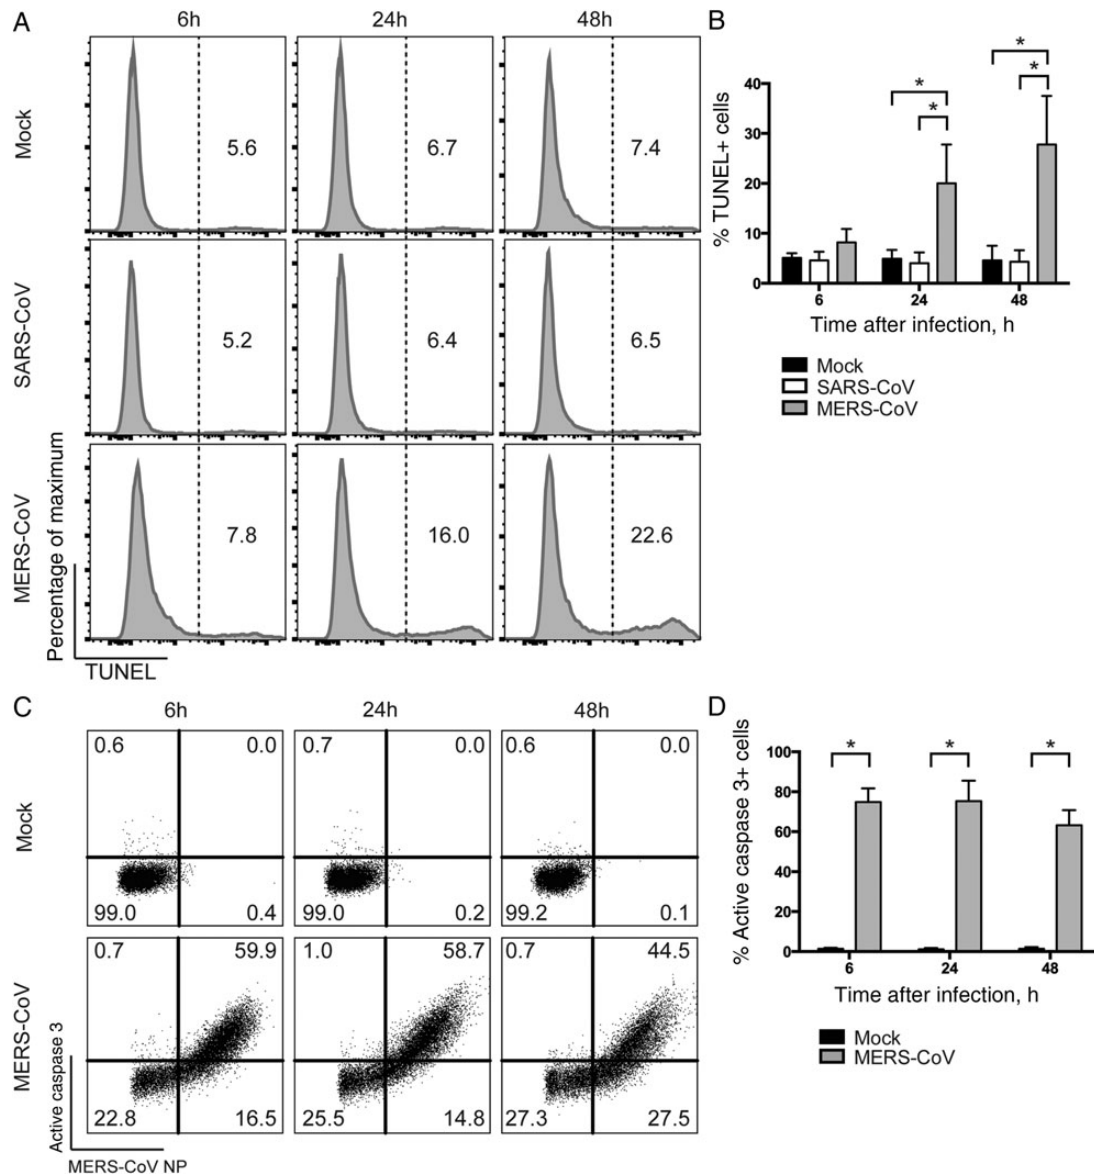 A
6h 24h 48h
Mock
5.6 6.7 7.4
SARS-CoV
5.2 6.4 6.5
MERS-CoV
7.8 16.0 22.6
Percentage of maximum
TUNEL
B
% TUNEL+ cells
40
30
20
10
0
* * * *
6 24 48
Time after infection, h
Mock
SARS-CoV
MERS-CoV
C
6h 24h 48h
Mock
0.6 0.0 0.7 0.0 0.6 0.0
99.0 0.4 99.0 0.2 99.2 0.1
MERS-CoV
0.7 59.9 1.0 58.7 0.7 44.5
22.8 16.5 25.5 14.8 27.3 27.5
Active caspase 3
MERS-CoV NP
D
% Active caspase 3+ cells
100
80
60
40
20
0
* * *
6 24 48
Time after infection, h
Mock
MERS-CoV